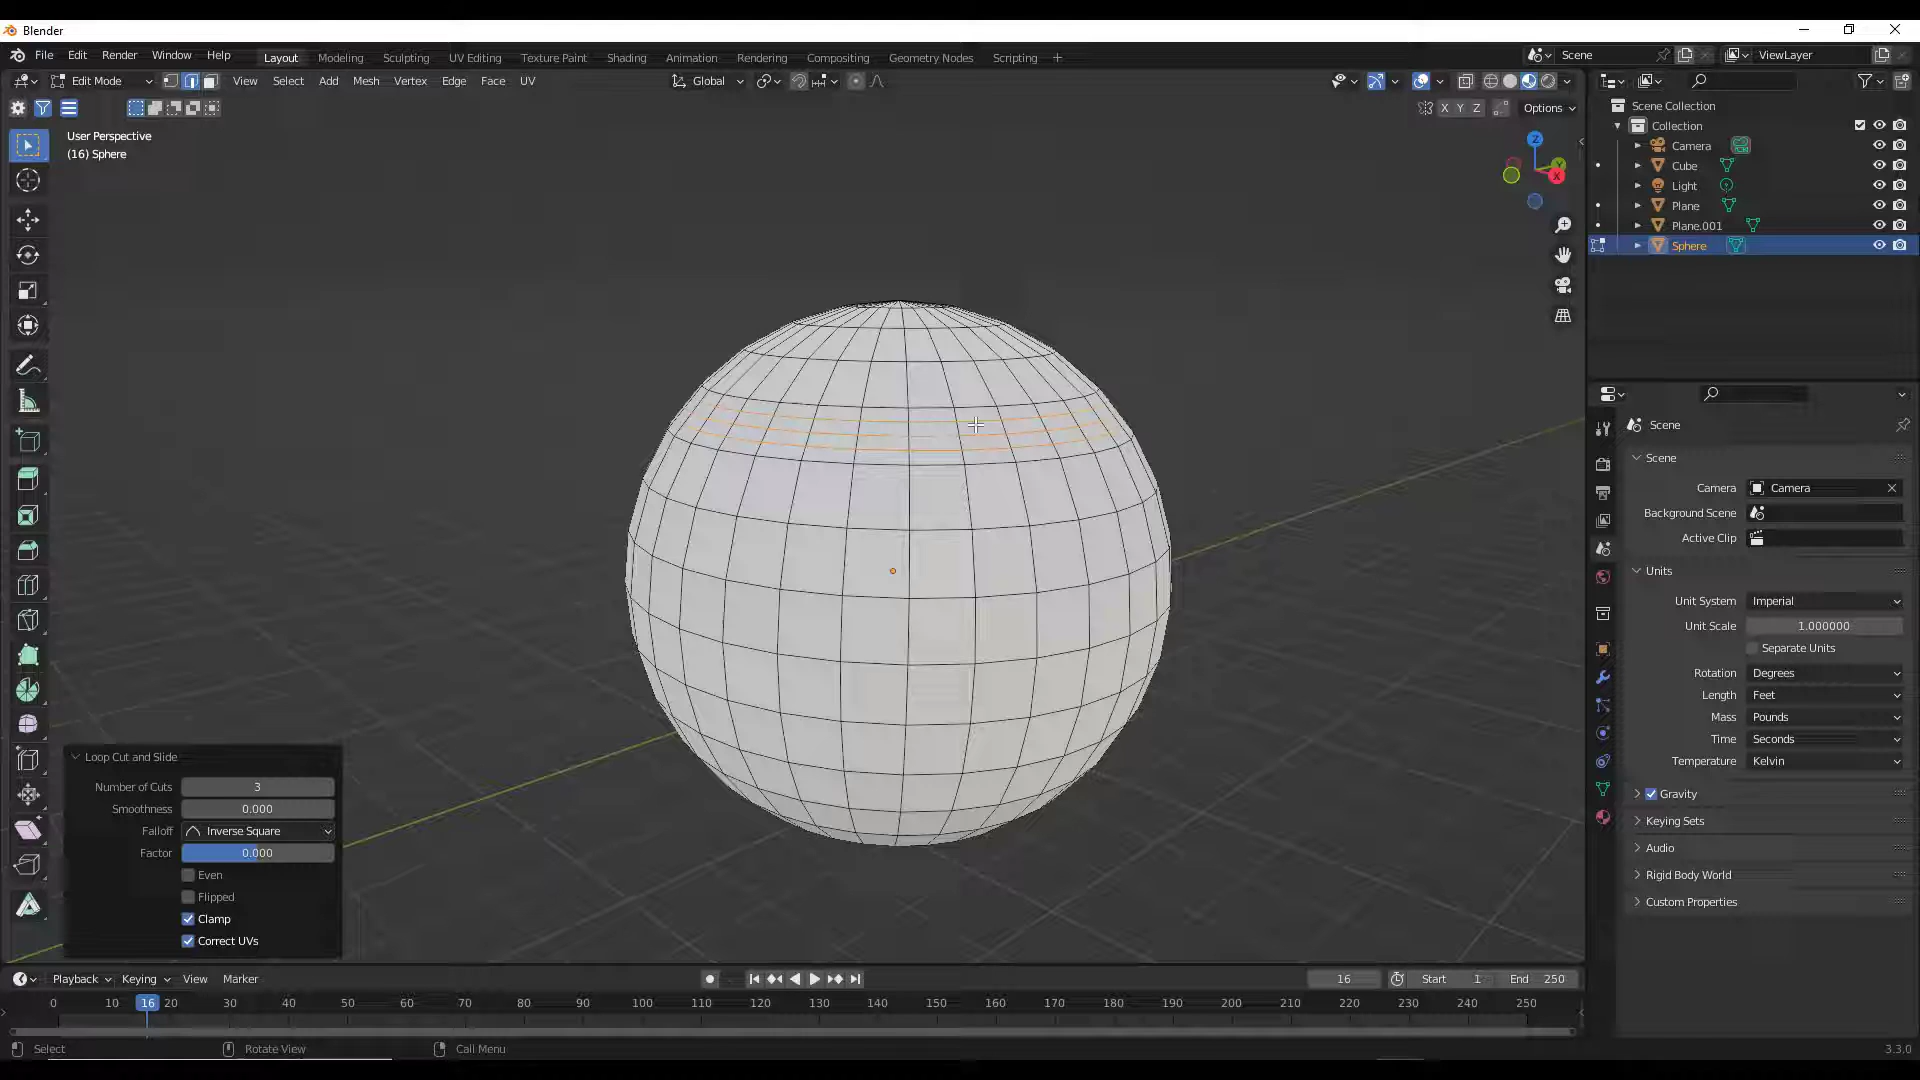 Blender
File Edit Render Window Help
Layout Modeling Sculpting UV Editing Texture Paint Shading Animation Rendering Compositing Geometry Nodes Scripting +
Scene
ViewLayer
Edit Mode
View Select Add Mesh Vertex Edge Face UV
Global
X Y Z
Options
User Perspective
(16) Sphere
Z
Y
X
Scene Collection
Collection
Camera
Cube
Light
Plane
Plane.001
Sphere
Scene
Scene
Camera Camera
Background Scene
Active Clip
Units
Unit System Imperial
Unit Scale 1.000000
Separate Units
Rotation Degrees
Length Feet
Mass Pounds
Time Seconds
Temperature Kelvin
Gravity
Keying Sets
Audio
Rigid Body World
Custom Properties
Loop Cut and Slide
Number of Cuts 3
Smoothness 0.000
Falloff Inverse Square
Factor 0.000
Even
Flipped
Clamp
Correct UVs
Playback Keying View Marker
16 Start 1 End 250
0 10 16 20 30 40 50 60 70 80 90 100 110 120 130 140 150 160 170 180 190 200 210 220 230 240 250
Select Rotate View Call Menu
3.3.0